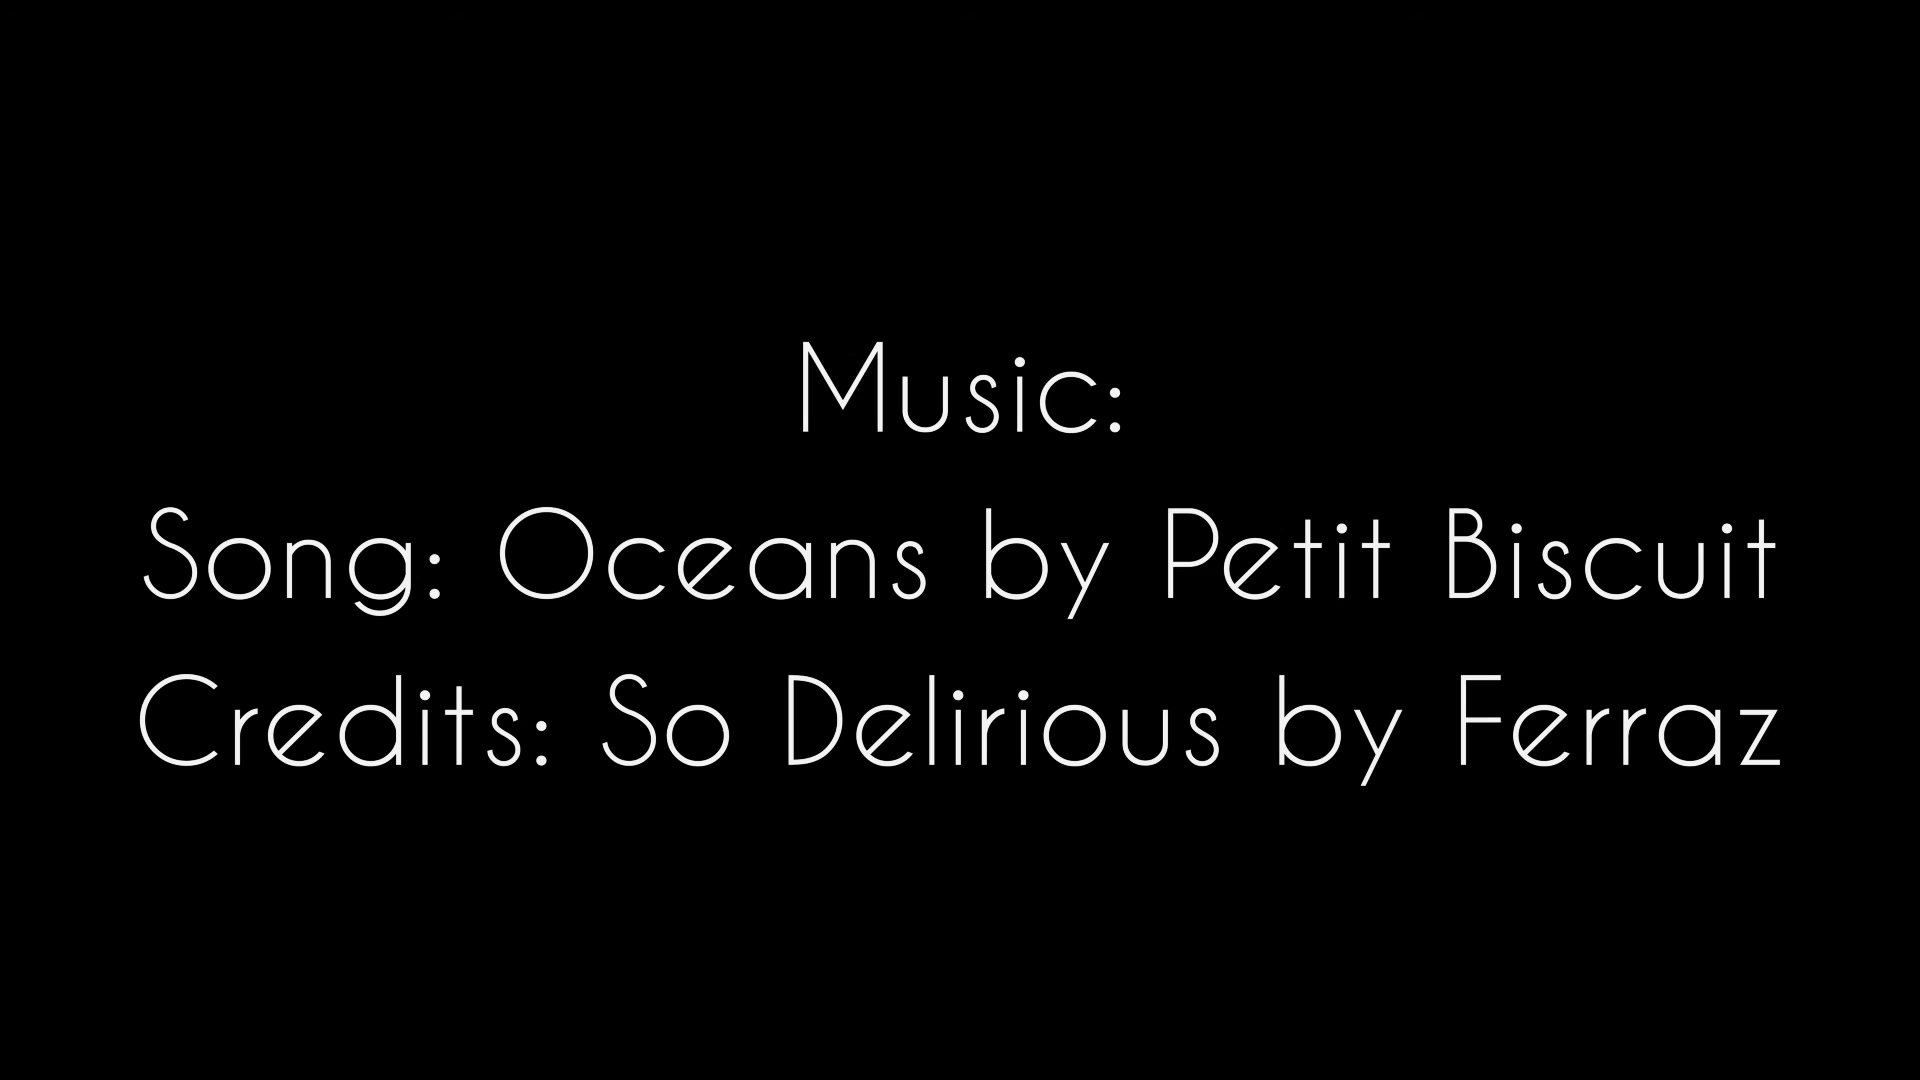 Music:
Song: Oceans by Petit Biscuit
Credits: So Delirious by Ferraz